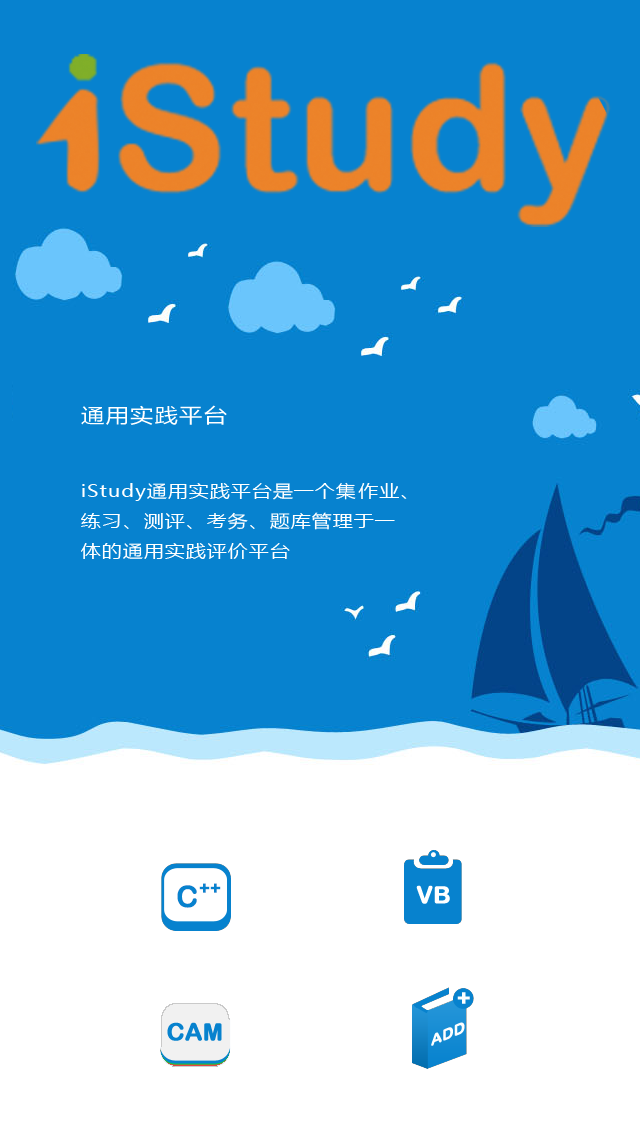 iStudy
通用实践平台
iStudy通用实践平台是一个集作业、
练习、测评、考务、题库管理于一
体的通用实践评价平台
C++
VB
CAM
ADD